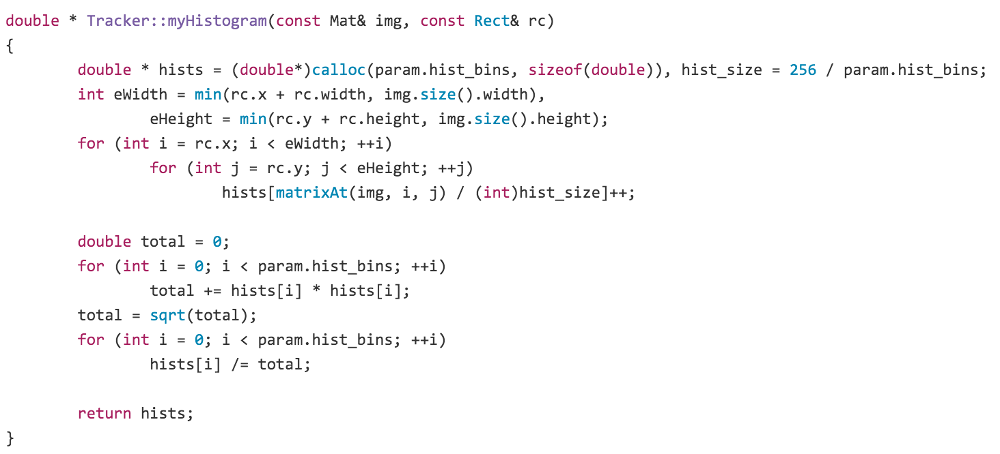 double * Tracker::myHistogram(const Mat& img, const Rect& rc)
{
        double * hists = (double*)calloc(param.hist_bins, sizeof(double)), hist_size = 256 / param.hist_bins;
        int eWidth = min(rc.x + rc.width, img.size().width),
                eHeight = min(rc.y + rc.height, img.size().height);
        for (int i = rc.x; i < eWidth; ++i)
                for (int j = rc.y; j < eHeight; ++j)
                        hists[matrixAt(img, i, j) / (int)hist_size]++;

        double total = 0;
        for (int i = 0; i < param.hist_bins; ++i)
                total += hists[i] * hists[i];
        total = sqrt(total);
        for (int i = 0; i < param.hist_bins; ++i)
                hists[i] /= total;

        return hists;
}